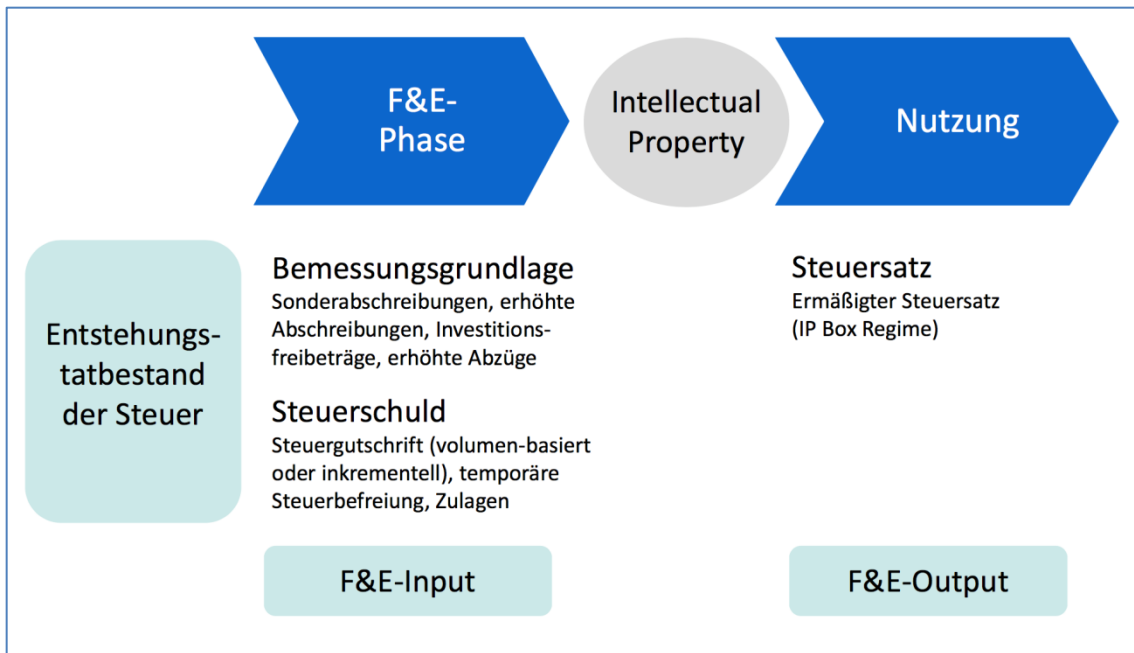 F&E-
Phase
Intellectual
Property
Nutzung
Entstehungs-
tatbestand
der Steuer
Bemessungsgrundlage
Sonderabschreibungen, erhöhte
Abschreibungen, Investitions-
freibeträge, erhöhte Abzüge
Steuerschuld
Steuergutschrift (volumen-basiert
oder inkrementell), temporäre
Steuerbefreiung, Zulagen
Steuersatz
Ermäßigter Steuersatz
(IP Box Regime)
F&E-Input
F&E-Output